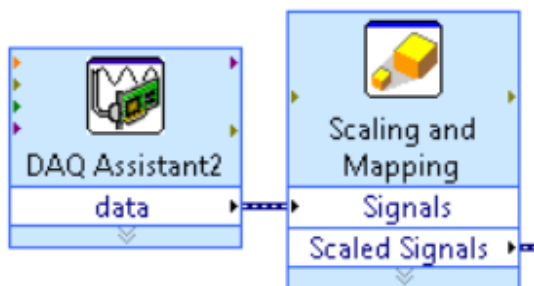 DAQ Assistant2
data
Scaling and
Mapping
Signals
Scaled Signals